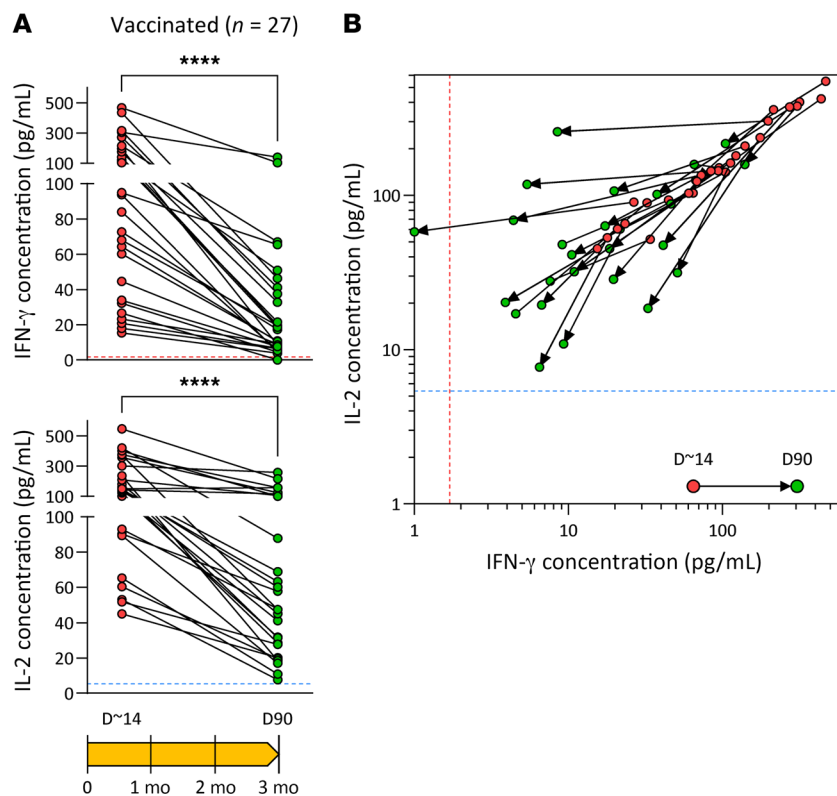 A
Vaccinated (n = 27)
****
IFN-γ concentration (pg/mL)
500
300
100
100
80
60
40
20
0
****
IL-2 concentration (pg/mL)
500
300
100
100
80
60
40
20
0
D~14 D90
0 1 mo 2 mo 3 mo
B
IL-2 concentration (pg/mL)
100
10
1
D~14 D90
1 10 100
IFN-γ concentration (pg/mL)